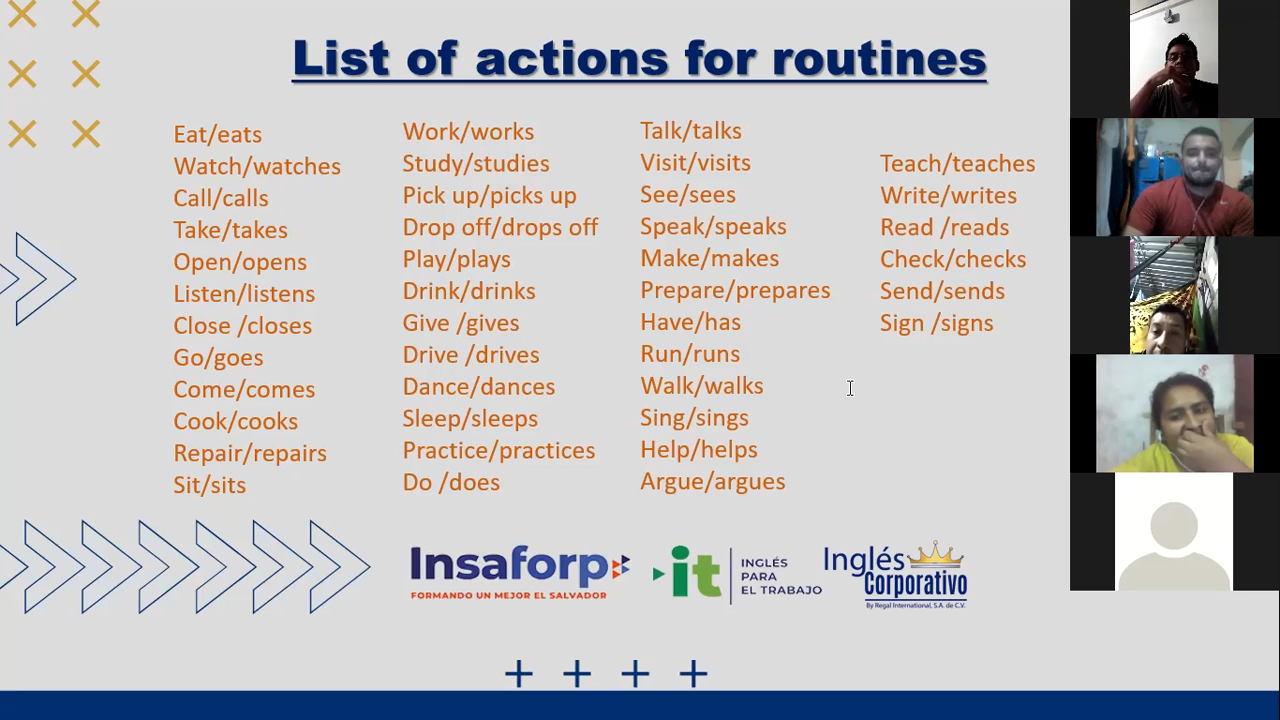 List of actions for routines
Eat/eats
Watch/watches
Call/calls
Take/takes
Open/opens
Listen/listens
Close /closes
Go/goes
Come/comes
Cook/cooks
Repair/repairs
Sit/sits
Work/works
Study/studies
Pick up/picks up
Drop off/drops off
Play/plays
Drink/drinks
Give /gives
Drive /drives
Dance/dances
Sleep/sleeps
Practice/practices
Do /does
Talk/talks
Visit/visits
See/sees
Speak/speaks
Make/makes
Prepare/prepares
Have/has
Run/runs
Walk/walks
Sing/sings
Help/helps
Argue/argues
Teach/teaches
Write/writes
Read /reads
Check/checks
Send/sends
Sign /signs
Insaforp
FORMANDO UN MEJOR EL SALVADOR
it
INGLÉS
PARA
EL TRABAJO
Inglés
Corporativo
By Regal International, S.A. de C.V.